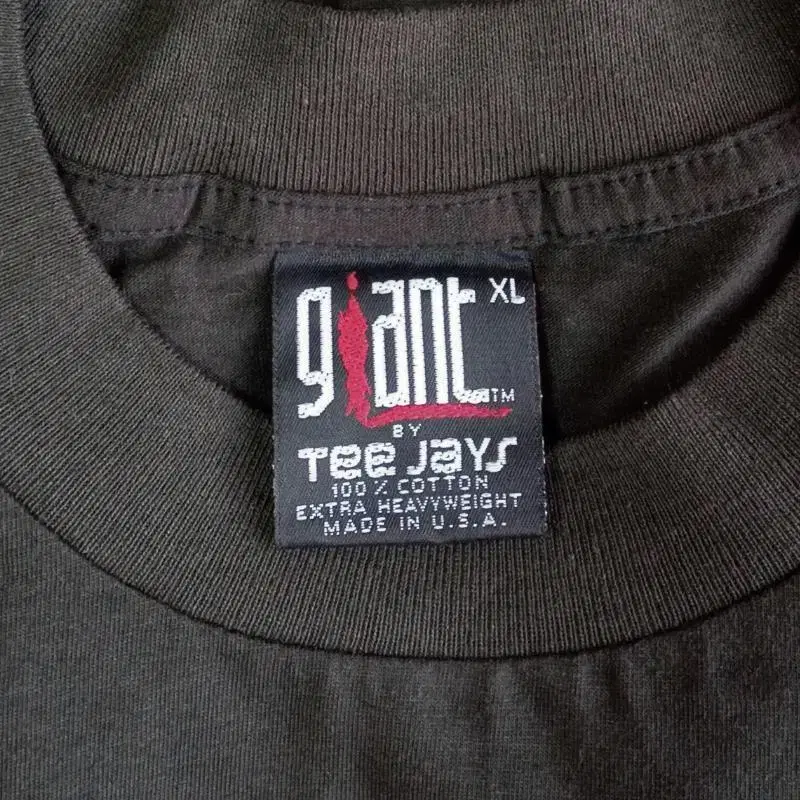 giant XL
TM
BY
Tee Jays
100% COTTON
EXTRA HEAVYWEIGHT
MADE IN U.S.A.